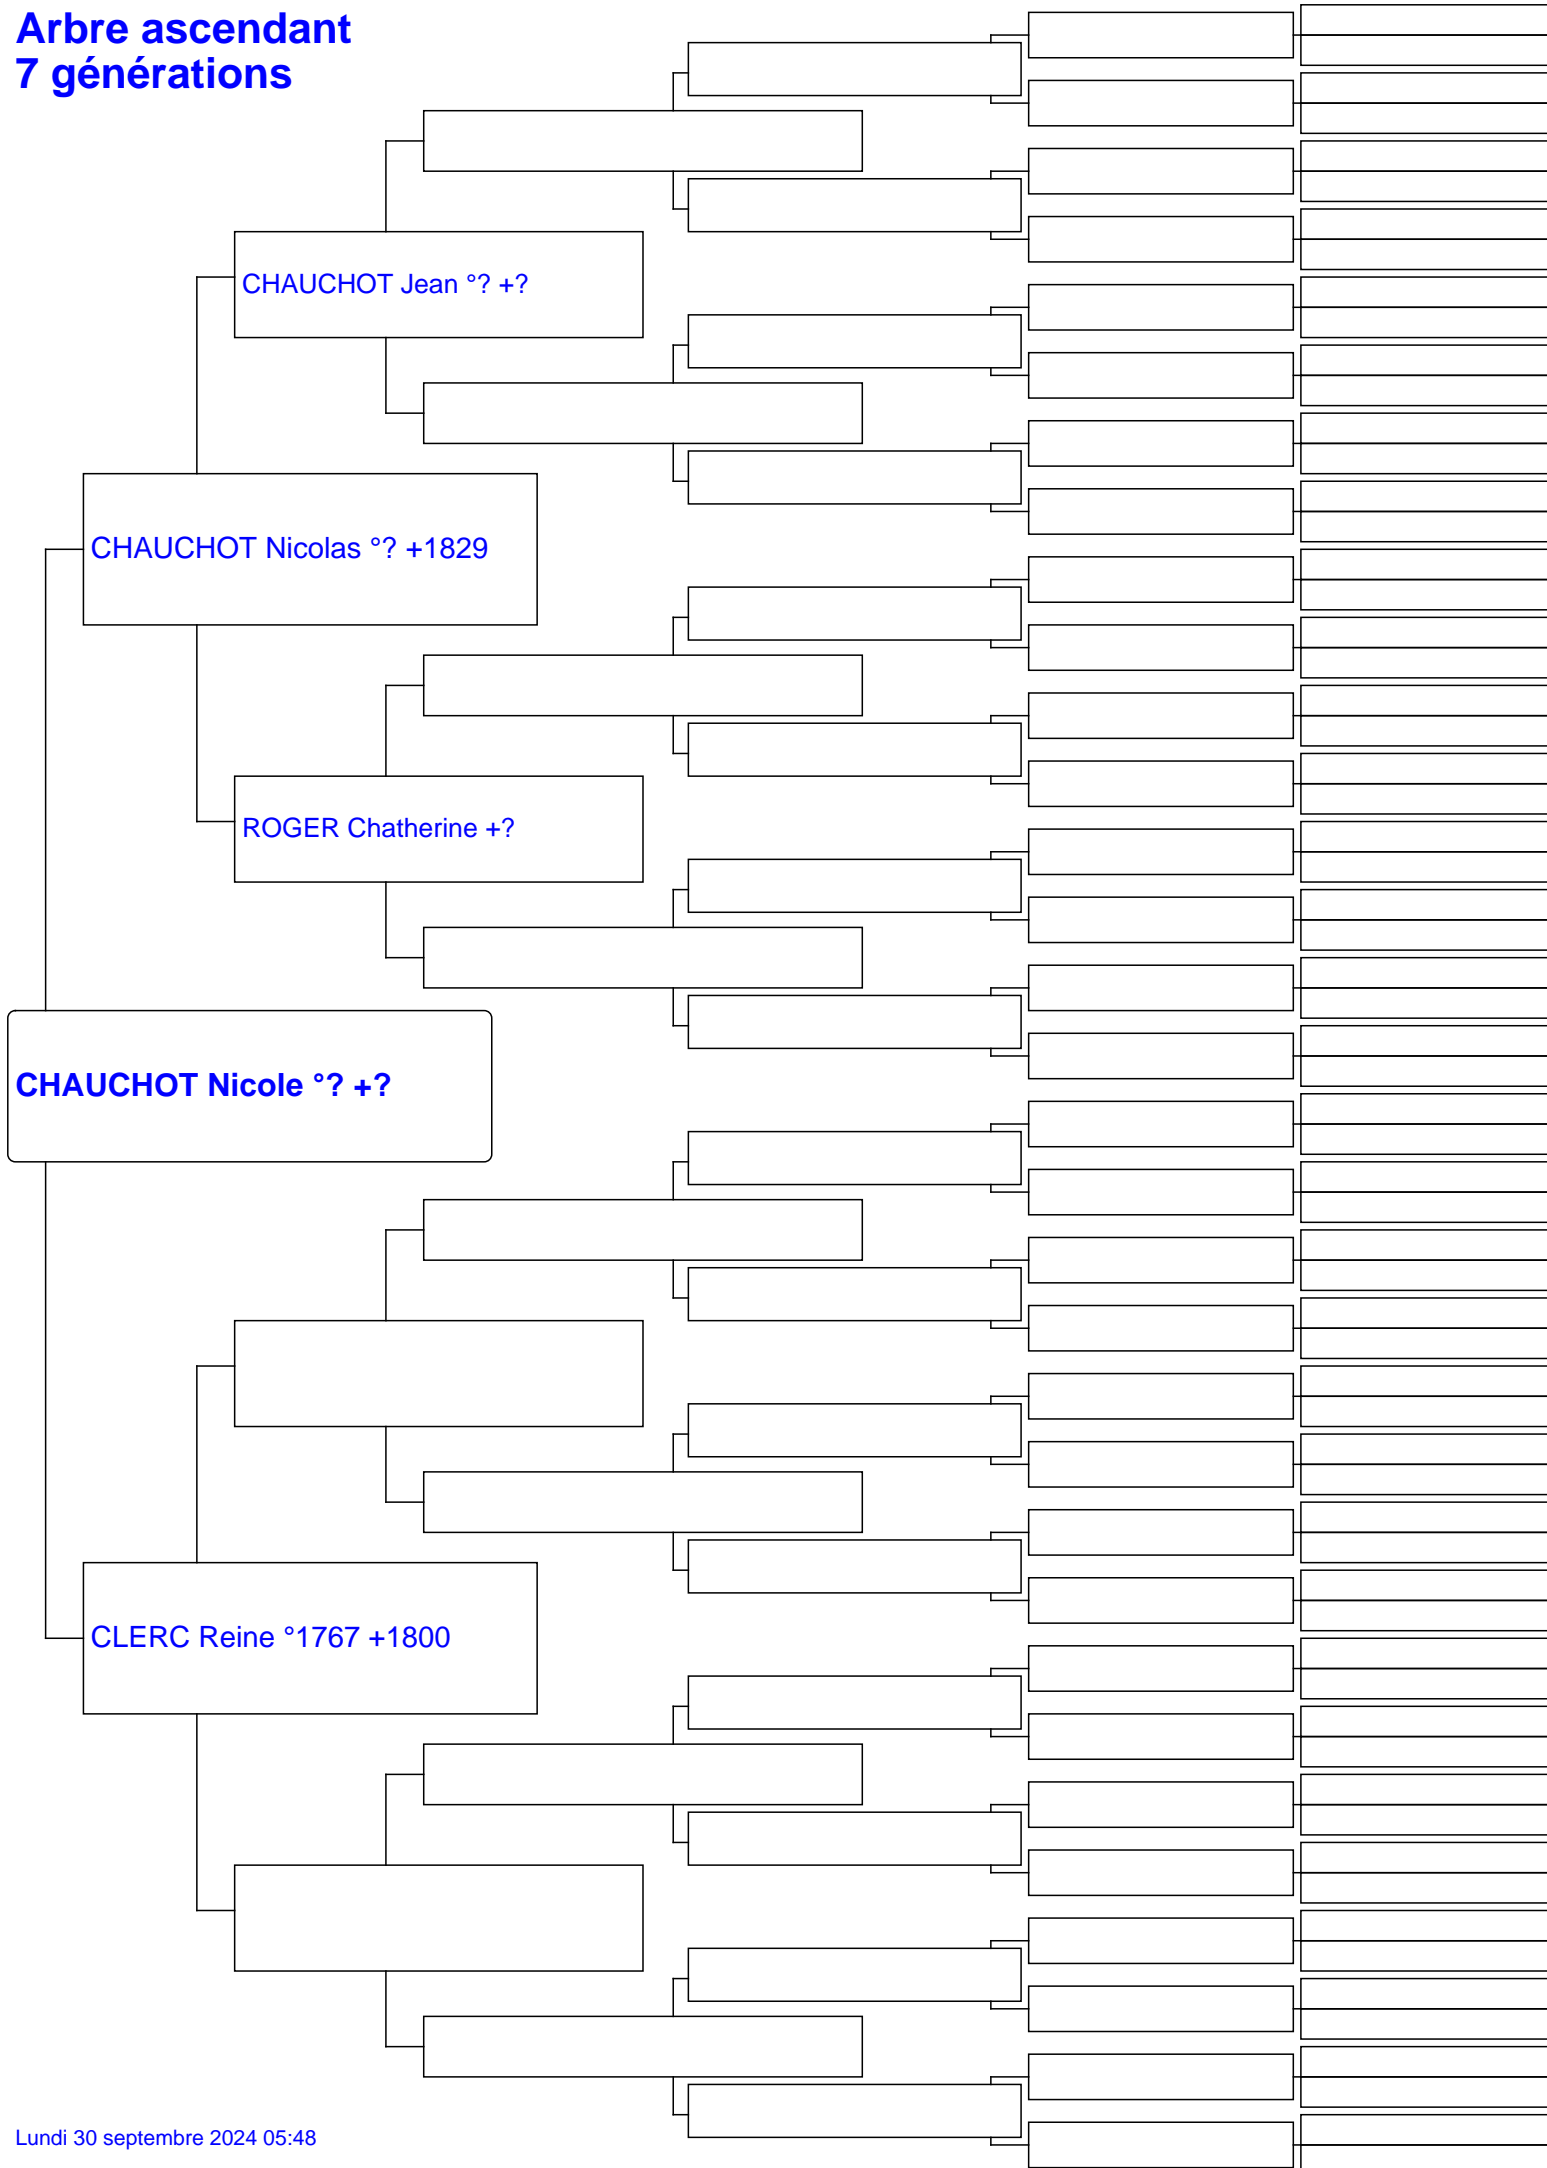 Arbre ascendant
7 générations
CHAUCHOT Jean °? +?
CHAUCHOT Nicolas °? +1829
ROGER Chatherine +?
CHAUCHOT Nicole °? +?
CLERC Reine °1767 +1800
Lundi 30 septembre 2024 05:48